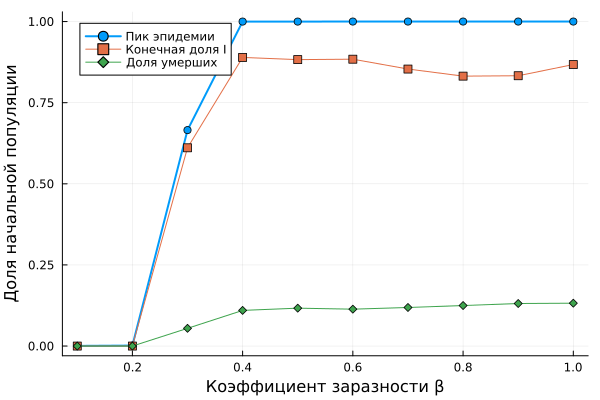 Доля начальной популяции
1.00
0.75
0.50
0.25
0.00
Пик эпидемии
Конечная доля I
Доля умерших
0.2 0.4 0.6 0.8 1.0
Коэффициент заразности β